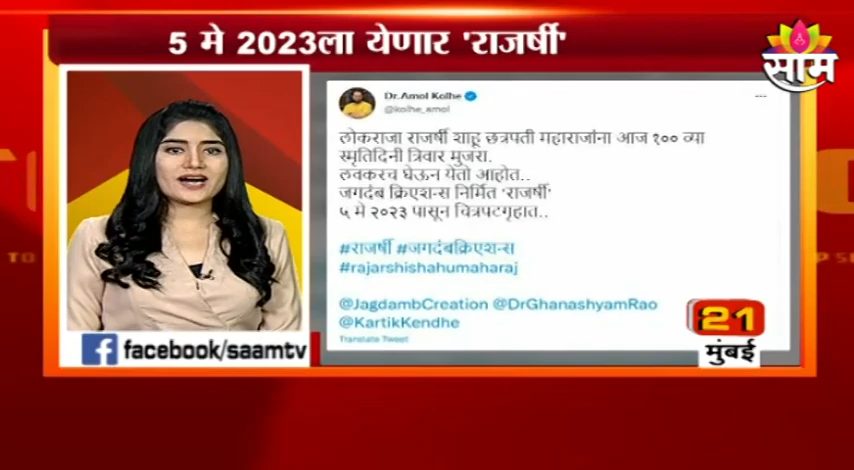 5 मे 2023ला येणार 'राजर्षी'
साम
Dr.Amol Kolhe
@kolhe_amol
लोकराजा राजर्षी शाहू छत्रपती महाराजांना आज १०० व्या
स्मृतिदिनी त्रिवार मुजरा.
लवकरच घेऊन येतो आहोत..
जगदंब क्रिएशन्स निर्मित 'राजर्षी'
५ मे २०२३ पासून चित्रपटगृहात..
#राजर्षी #जगदंबक्रिएशन्स
#rajarshishahumaharaj
@JagdambCreation @DrGhanashyamRao
@KartikKendhe
Translate Tweet
21
मुंबई
facebook/saamtv